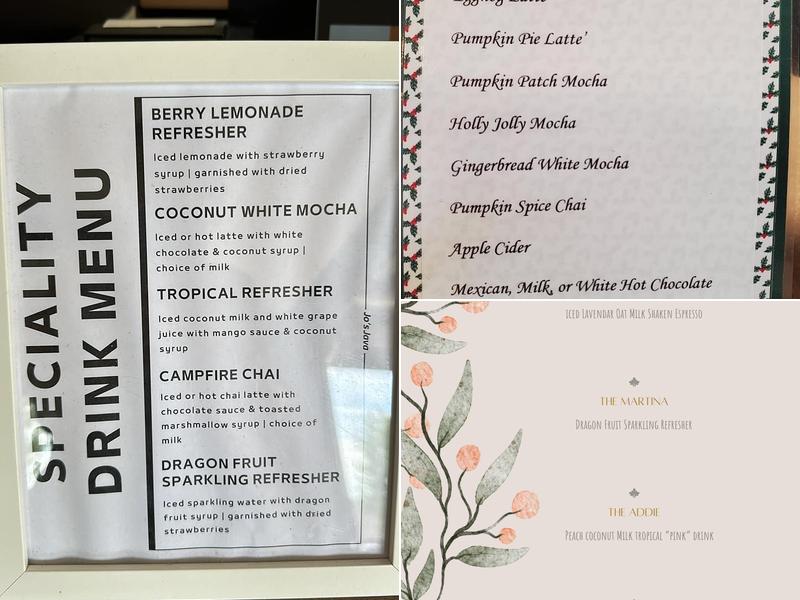 SPECIALITY
DRINK MENU
BERRY LEMONADE
REFRESHER
Iced lemonade with strawberry
syrup | garnished with dried
strawberries
COCONUT WHITE MOCHA
Iced or hot latte with white
chocolate & coconut syrup |
choice of milk
TROPICAL REFRESHER
Iced coconut milk and white grape
juice with mango sauce & coconut
syrup
CAMPFIRE CHAI
Iced or hot chai latte with
chocolate sauce & toasted
marshmallow syrup | choice of
milk
DRAGON FRUIT
SPARKLING REFRESHER
Iced sparkling water with dragon
fruit syrup | garnished with dried
strawberries
Jo's Java
Eggnog Latte
Pumpkin Pie Latte'
Pumpkin Patch Mocha
Holly Jolly Mocha
Gingerbread White Mocha
Pumpkin Spice Chai
Apple Cider
Mexican, Milk, or White Hot Chocolate
Iced Lavendar Oat Milk Shaken Espresso
THE MARTINA
Dragon Fruit Sparkling Refresher
THE ADDIE
Peach coconut Milk tropical "pink" drink